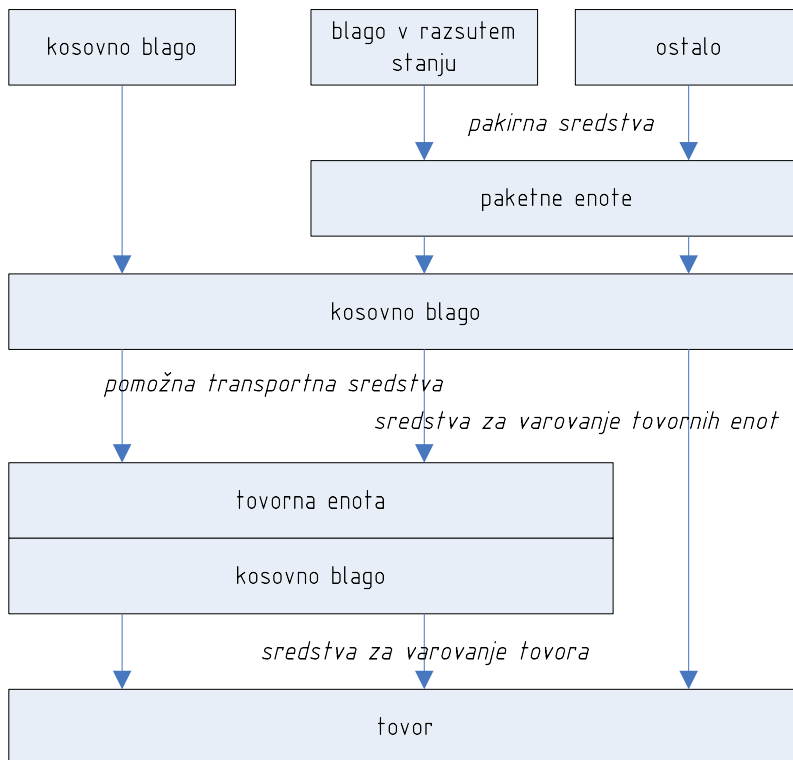 kosovno blago
blago v razsutem
stanju
ostalo
pakirna sredstva
paketne enote
kosovno blago
pomožna transportna sredstva
sredstva za varovanje tovornih enot
tovorna enota
kosovno blago
sredstva za varovanje tovora
tovor